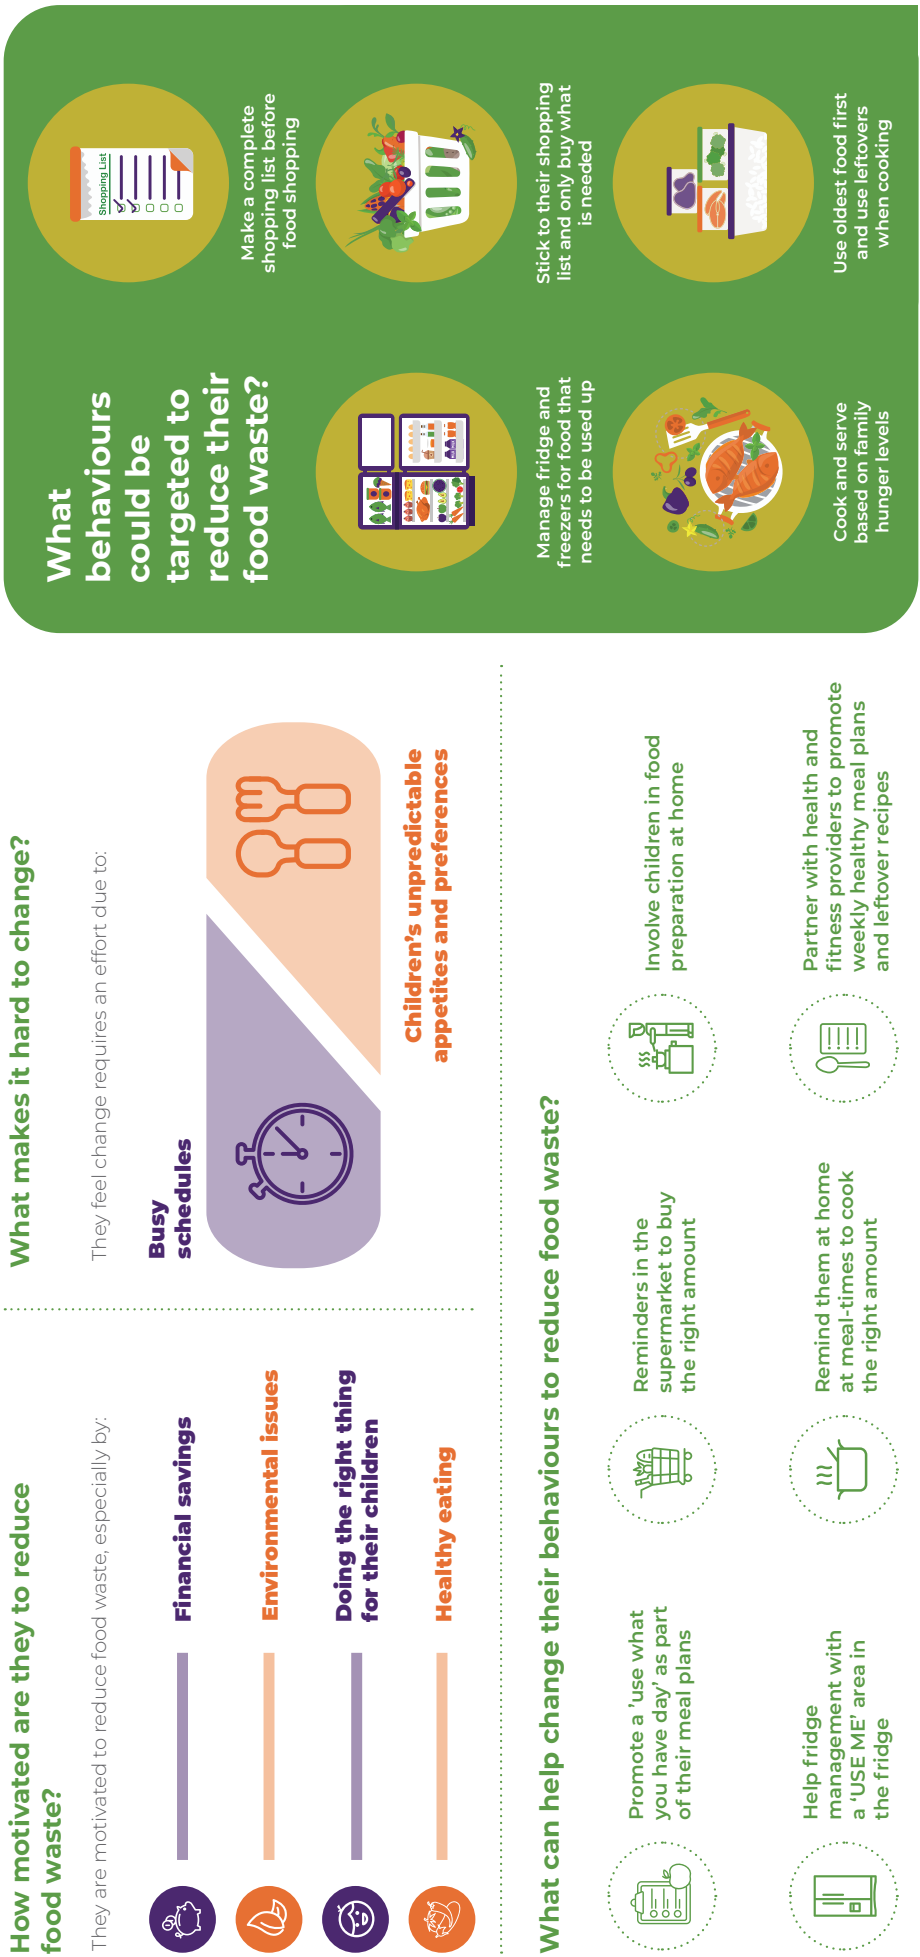 How motivated are they to reduce
food waste?
They are motivated to reduce food waste, especially by:
Financial savings
Environmental issues
Doing the right thing
for their children
Healthy eating
What makes it hard to change?
They feel change requires an effort due to:
Busy
schedules
Children's unpredictable
appetites and preferences
What can help change their behaviours to reduce food waste?
Promote a 'use what
you have day' as part
of their meal plans
Reminders in the
supermarket to buy
the right amount
Involve children in food
preparation at home
Help fridge
management with
a 'USE ME' area in
the fridge
Remind them at home
at meal-times to cook
the right amount
Partner with health and
fitness providers to promote
weekly healthy meal plans
and leftover recipes
What
behaviours
could be
targeted to
reduce their
food waste?
Shopping List
Make a complete
shopping list before
food shopping
Manage fridge and
freezers for food that
needs to be used up
Stick to their shopping
list and only buy what
is needed
Cook and serve
based on family
hunger levels
Use oldest food first
and use leftovers
when cooking